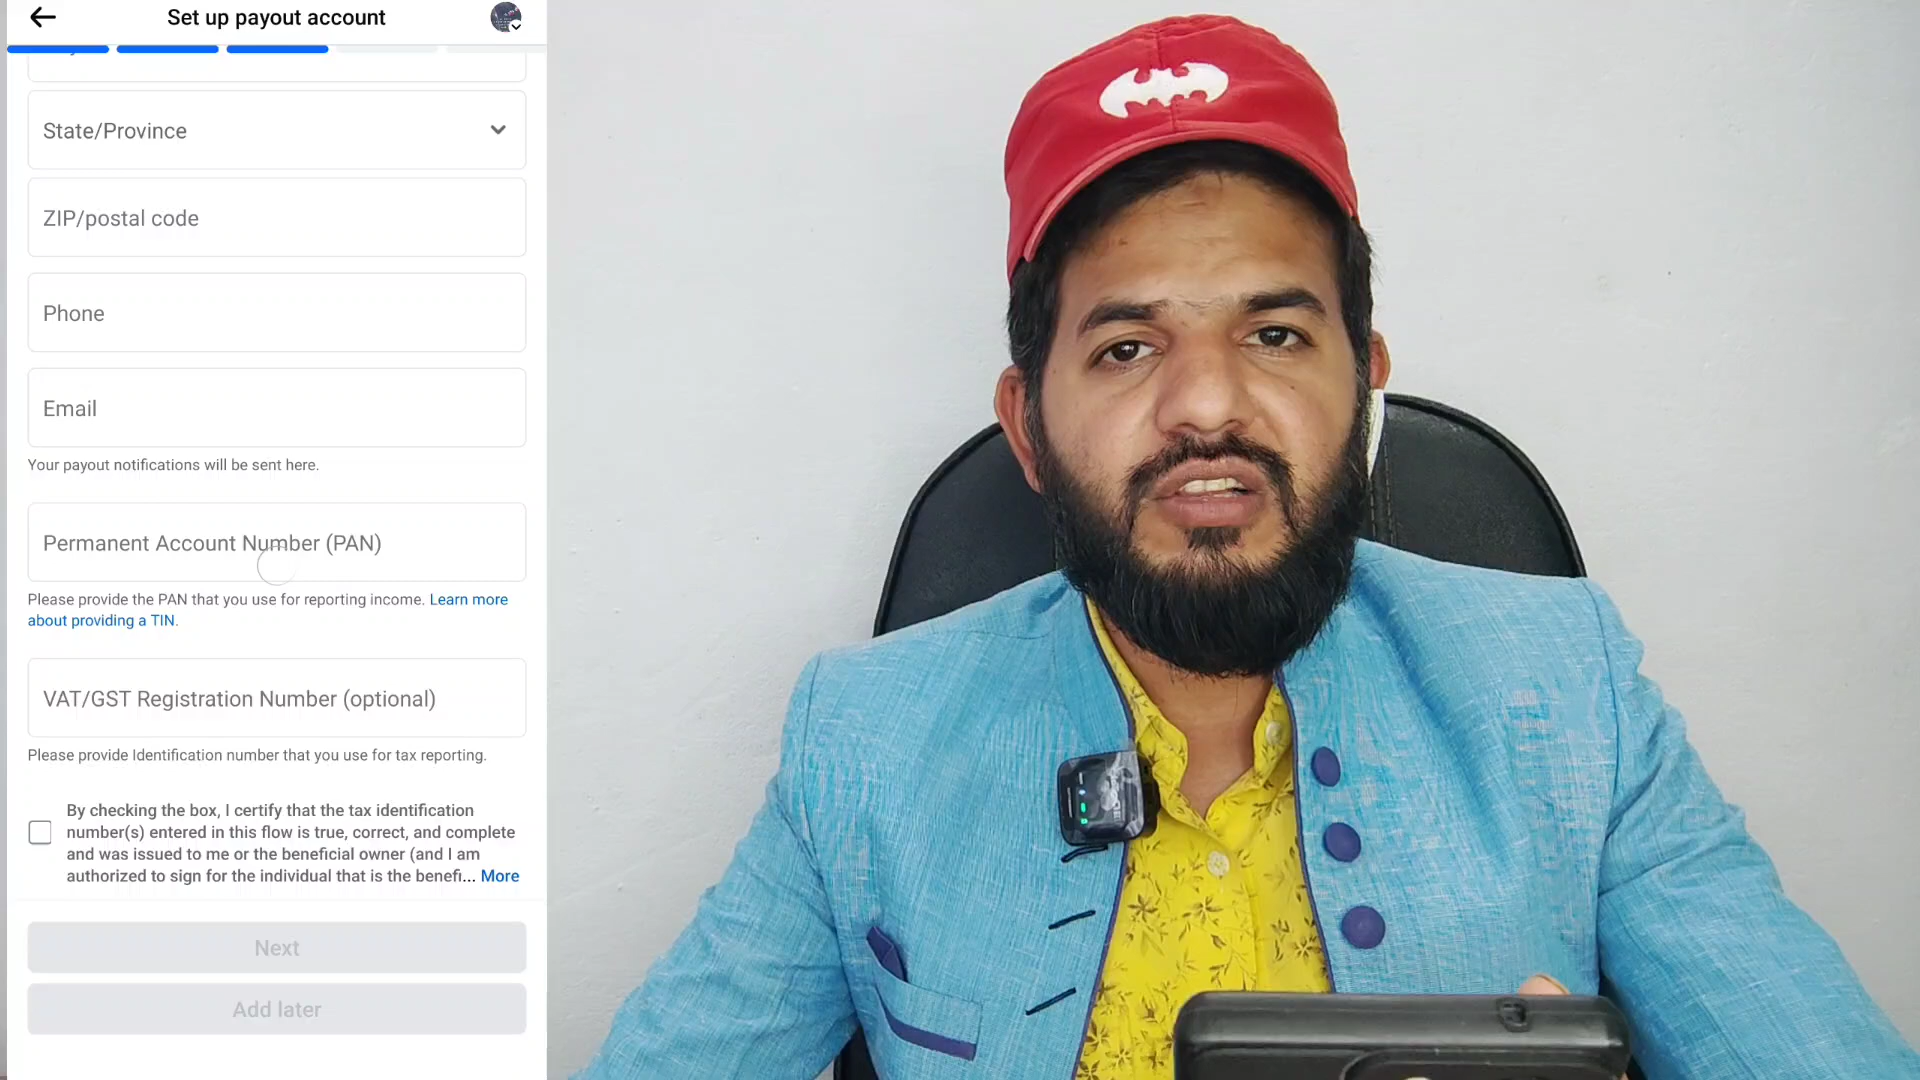 Set up payout account
State/Province
ZIP/postal code
Phone
Email
Your payout notifications will be sent here.
Permanent Account Number (PAN)
Please provide the PAN that you use for reporting income. Learn more
about providing a TIN.
VAT/GST Registration Number (optional)
Please provide Identification number that you use for tax reporting.
By checking the box, I certify that the tax identification
number(s) entered in this flow is true, correct, and complete
and was issued to me or the beneficial owner (and I am
authorized to sign for the individual that is the benefi... More
Next
Add later